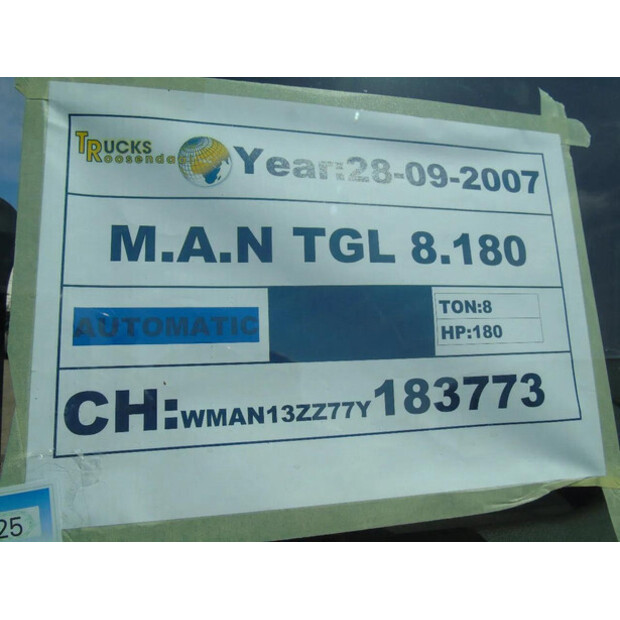 TRUCKS
Roosendaal
Year:28-09-2007
M.A.N TGL 8.180
AUTOMATIC
TON:8
HP:180
CH:WMAN13ZZ77Y183773
25